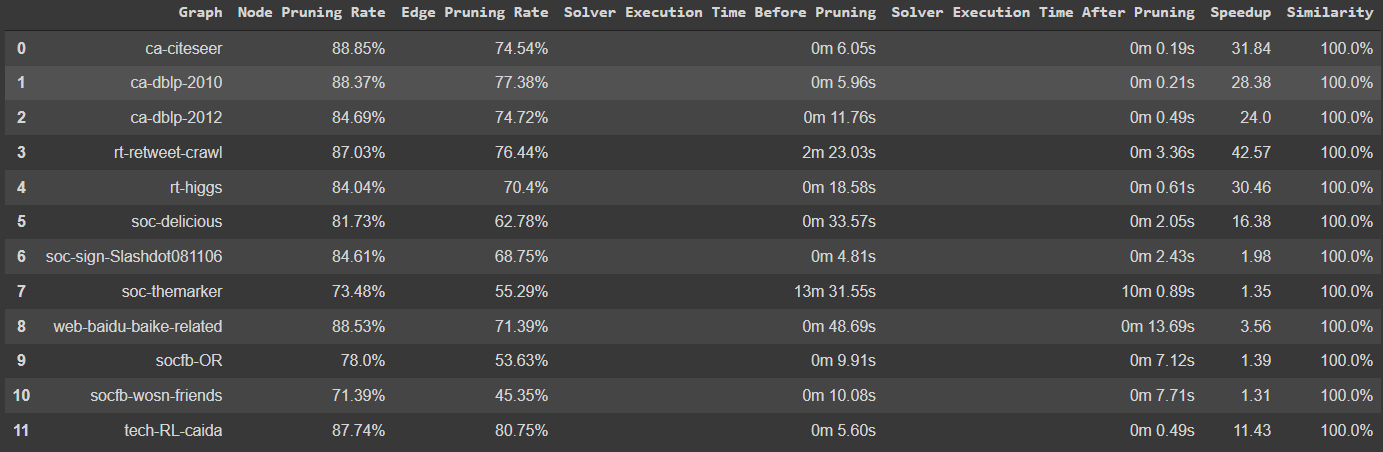 Graph Node Pruning Rate Edge Pruning Rate Solver Execution Time Before Pruning Solver Execution Time After Pruning Speedup Similarity
0 ca-citeseer 88.85% 74.54% 0m 6.05s 0m 0.19s 31.84 100.0%
1 ca-dblp-2010 88.37% 77.38% 0m 5.96s 0m 0.21s 28.38 100.0%
2 ca-dblp-2012 84.69% 74.72% 0m 11.76s 0m 0.49s 24.0 100.0%
3 rt-retweet-crawl 87.03% 76.44% 2m 23.03s 0m 3.36s 42.57 100.0%
4 rt-higgs 84.04% 70.4% 0m 18.58s 0m 0.61s 30.46 100.0%
5 soc-delicious 81.73% 62.78% 0m 33.57s 0m 2.05s 16.38 100.0%
6 soc-sign-Slashdot081106 84.61% 68.75% 0m 4.81s 0m 2.43s 1.98 100.0%
7 soc-themarker 73.48% 55.29% 13m 31.55s 10m 0.89s 1.35 100.0%
8 web-baidu-baike-related 88.53% 71.39% 0m 48.69s 0m 13.69s 3.56 100.0%
9 socfb-OR 78.0% 53.63% 0m 9.91s 0m 7.12s 1.39 100.0%
10 socfb-wosn-friends 71.39% 45.35% 0m 10.08s 0m 7.71s 1.31 100.0%
11 tech-RL-caida 87.74% 80.75% 0m 5.60s 0m 0.49s 11.43 100.0%